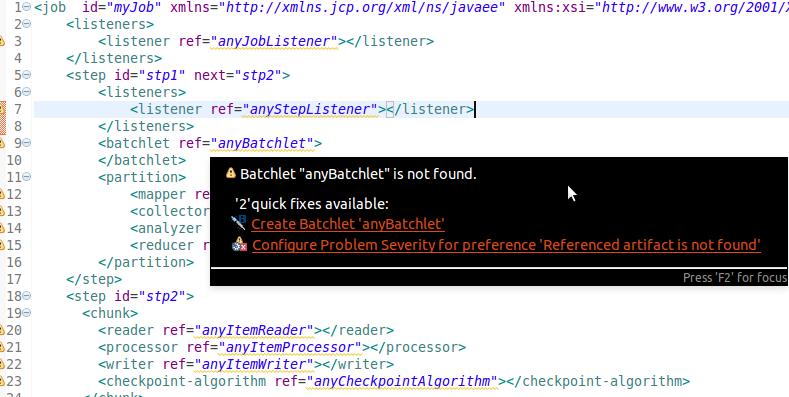 1 <job  id="myJob" xmlns="http://xmlns.jcp.org/xml/ns/javaee" xmlns:xsi="http://www.w3.org/2001/X
2 <listeners>
3 <listener ref="anyJobListener"></listener>
4 </listeners>
5 <step id="stp1" next="stp2">
6 <listeners>
7 <listener ref="anyStepListener"></listener>
8 </listeners>
9 <batchlet ref="anyBatchlet">
10 </batchlet>
11 <partition>
12 <mapper re
13 <collector
14 <analyzer
15 <reducer r
16 </partition>
17 </step>
18 <step id="stp2">
19 <chunk>
20 <reader ref="anyItemReader"></reader>
21 <processor ref="anyItemProcessor"></processor>
22 <writer ref="anyItemWriter"></writer>
23 <checkpoint-algorithm ref="anyCheckpointAlgorithm"></checkpoint-algorithm>
24 </chunk>
Batchlet "anyBatchlet" is not found.
'2'quick fixes available:
Create Batchlet 'anyBatchlet'
Configure Problem Severity for preference 'Referenced artifact is not found'
Press 'F2' for focus